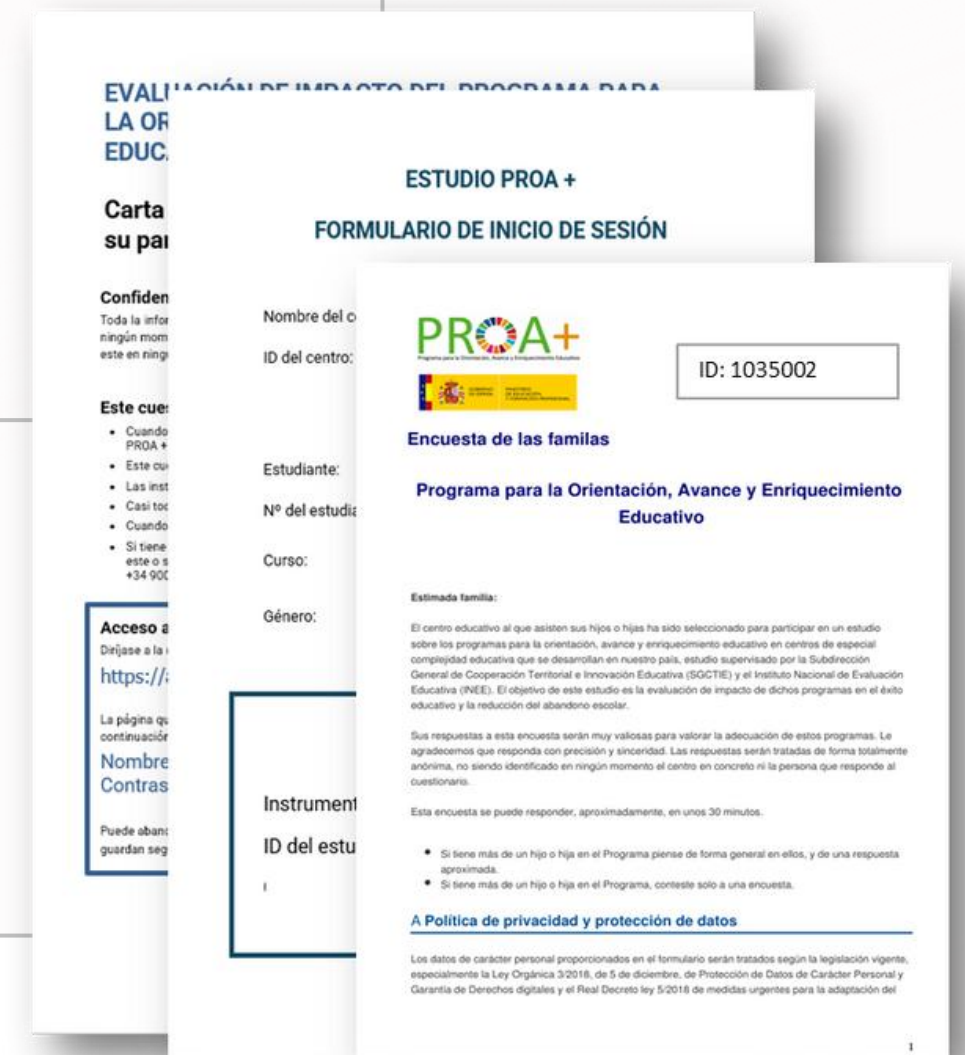 EVALUACIÓN DE IMPACTO DEL PROGRAMA PARA
LA OR
EDUC
Carta
su par
Confiden
Toda la infor
ningún mom
este en ning
Este cue
• Cuando
PROA +
• Este cu
• Las inst
• Casi tod
• Cuando
• Si tiene
este o s
+34 900
Acceso a
Diríjase a la
https://a
La página qu
continuación
Nombre
Contras
Puede aband
guardan seg
ESTUDIO PROA +
FORMULARIO DE INICIO DE SESIÓN
Nombre del c
ID del centro:
Estudiante:
Nº del estudia
Curso:
Género:
Instrument
ID del estu
PROA+
Programa para la Orientación, Avance y Enriquecimiento Educativo
GOBIERNO
DE ESPAÑA
MINISTERIO
DE EDUCACIÓN
Y FORMACIÓN PROFESIONAL
ID: 1035002
Encuesta de las familas
Programa para la Orientación, Avance y Enriquecimiento
Educativo
Estimada familia:
El centro educativo al que asisten sus hijos o hijas ha sido seleccionado para participar en un estudio
sobre los programas para la orientación, avance y enriquecimiento educativo en centros de especial
complejidad educativa que se desarrollan en nuestro país, estudio supervisado por la Subdirección
General de Cooperación Territorial e Innovación Educativa (SGCTIE) y el Instituto Nacional de Evaluación
Educativa (INEE). El objetivo de este estudio es la evaluación de impacto de dichos programas en el éxito
educativo y la reducción del abandono escolar.
Sus respuestas a esta encuesta serán muy valiosas para valorar la adecuación de estos programas. Le
agradecemos que responda con precisión y sinceridad. Las respuestas serán tratadas de forma totalmente
anónima, no siendo identificado en ningún momento el centro en concreto ni la persona que responde al
cuestionario.
Esta encuesta se puede responder, aproximadamente, en unos 30 minutos.
• Si tiene más de un hijo o hija en el Programa piense de forma general en ellos, y de una respuesta
aproximada.
• Si tiene más de un hijo o hija en el Programa, conteste solo a una encuesta.
A Política de privacidad y protección de datos
Los datos de carácter personal proporcionados en el formulario serán tratados según la legislación vigente,
especialmente la Ley Orgánica 3/2018, de 5 de diciembre, de Protección de Datos de Carácter Personal y
Garantía de Derechos digitales y el Real Decreto ley 5/2018 de medidas urgentes para la adaptación del
1